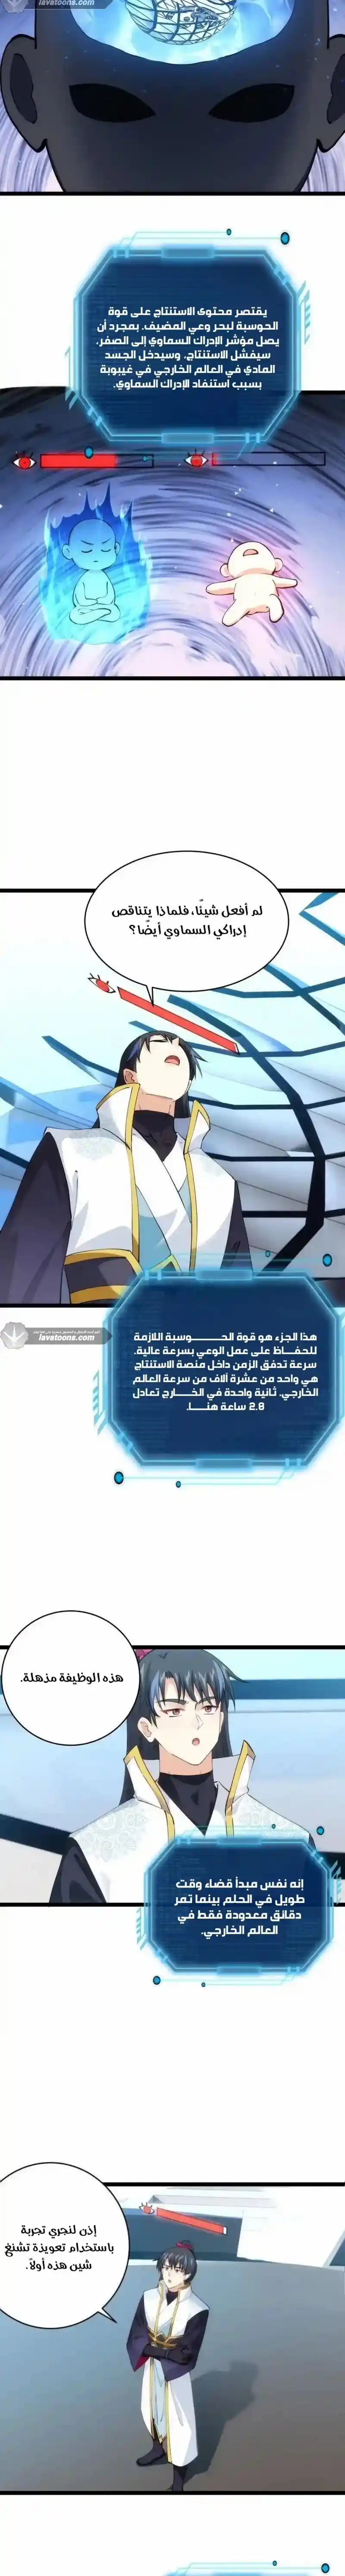 lavatoons.com
يقتصر محتوى الاستنتاج على قوة
الحوسبة لبحر وعي المضيف. بمجرد أن
يصل مؤشر الإدراك السماوي إلى الصفر،
سيفشل الاستنتاج، وسيدخل الجسد
المادي في العالم الخارجي في غيبوبة
بسبب استنفاد الإدراك السماوي.
لم أفعل شيئًا، فلماذا يتناقص
إدراكي السماوي أيضًا؟
lavatoons.com
هذا الجزء هو قوة الحـــــوسبة اللازمة
للحفـــاظ على عمل الوعي بسرعة عالية.
سرعة تدفق الزمن داخل منصة الاستنتاج
هي واحد من عشرة آلاف من سرعة العالم
الخارجي. ثانية واحدة في الخـــارج تعادل
2.8 ساعة هنـــا.
هذه الوظيفة مذهلة.
إنه نفس مبدأ قضاء وقت
طويل في الحلم بينما تمر
دقائق معدودة فقط في
العالم الخارجي.
إذن لنجري تجربة
باستخدام تعويذة تشنغ
شين هذه أولاً.